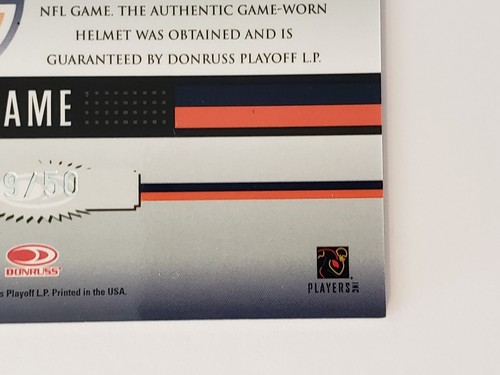 NFL GAME. THE AUTHENTIC GAME-WORN
HELMET WAS OBTAINED AND IS
GUARANTEED BY DONRUSS PLAYOFF L.P.
AME
9/50
DONRUSS
s Playoff L.P. Printed in the USA.
PLAYERS INC